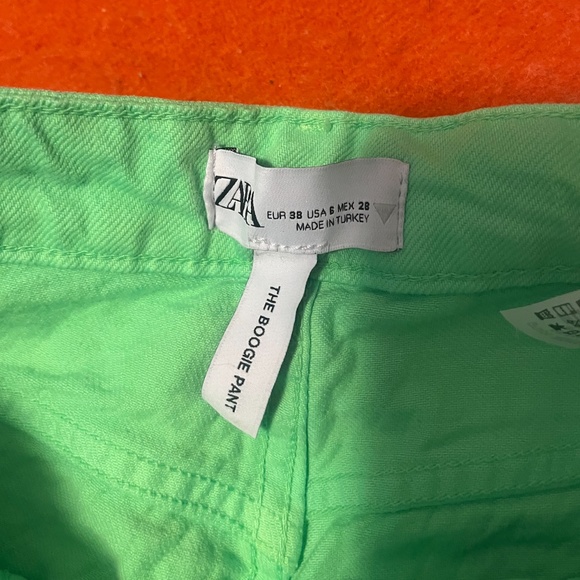 ZARA
EUR 38 USA 6 MEX 28
MADE IN TURKEY
THE BOOGIE PANT